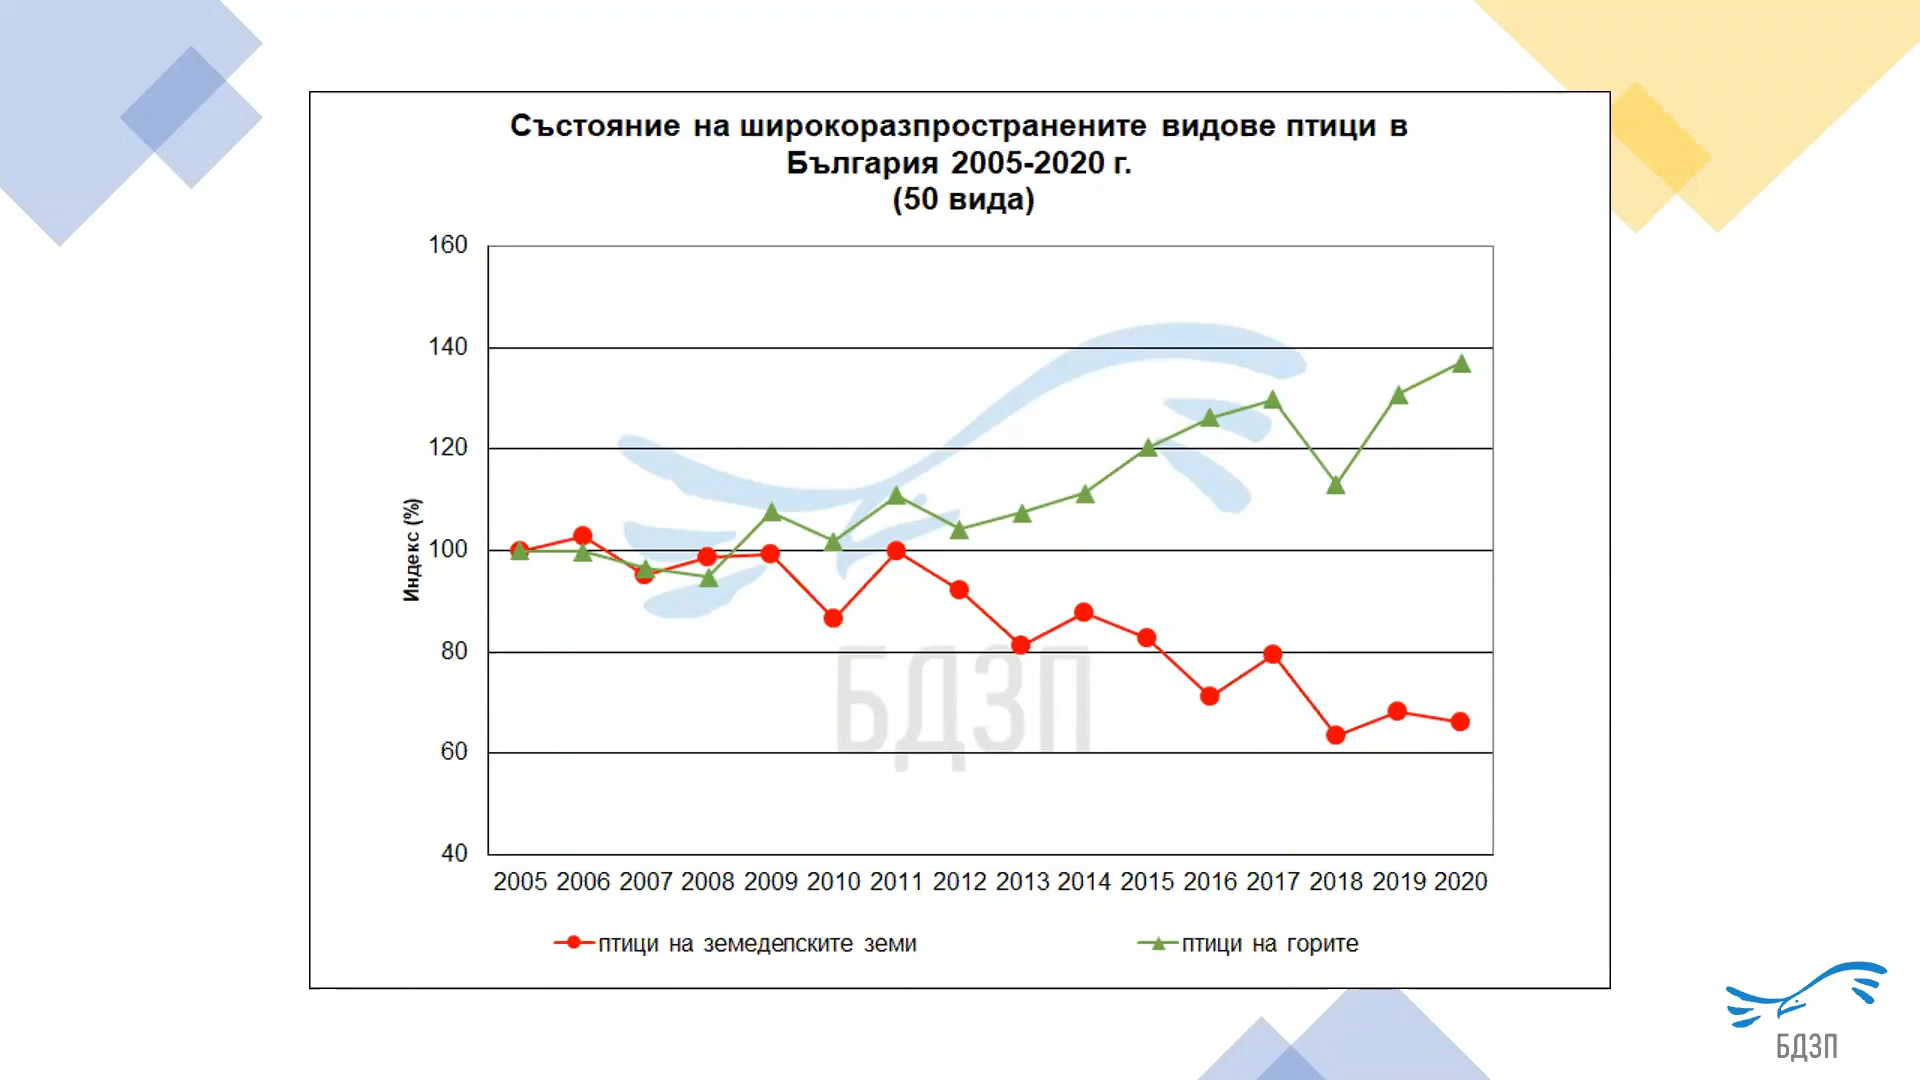 Състояние на широкоразпространените видове птици в
България 2005-2020 г.
(50 вида)
160
140
120
100
80
60
40
Индекс (%)
БДЗП
2005 2006 2007 2008 2009 2010 2011 2012 2013 2014 2015 2016 2017 2018 2019 2020
птици на земеделските земи
птици на горите
БДЗП